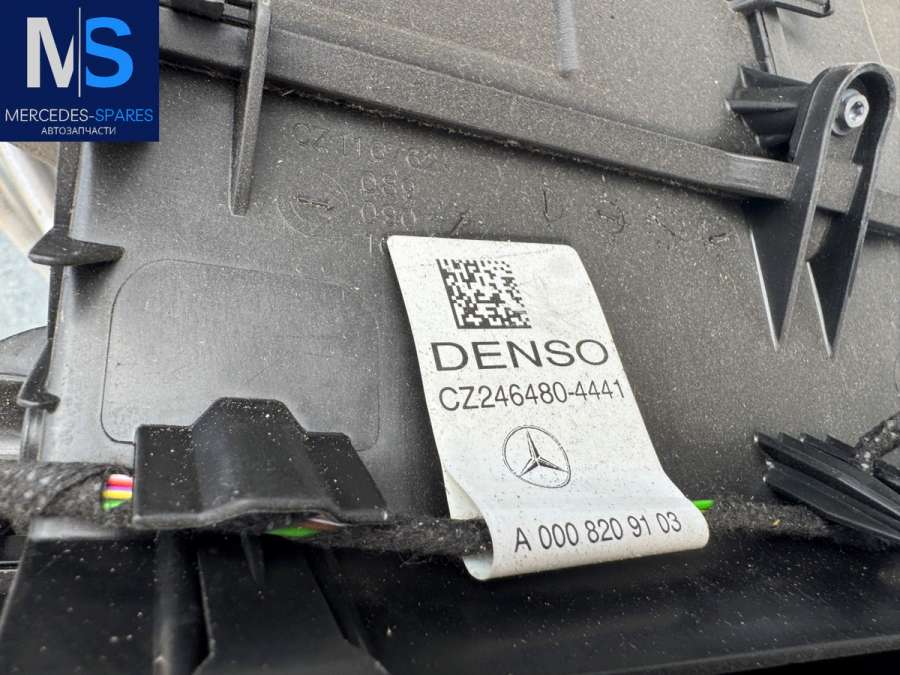 MS
MERCEDES-SPARES
АВТОЗАПЧАСТИ
DENSO
CZ246480-4441
A 000 820 91 03